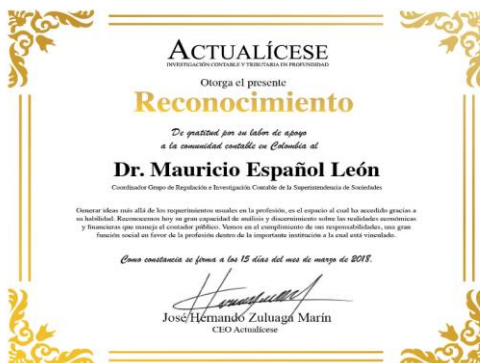 ACTUALÍCESE
INVESTIGACIÓN CONTABLE Y TRIBUTARIA EN PROFUNDIDAD
Otorga el presente
Reconocimiento
De gratitud por su labor de apoyo
a la comunidad contable en Colombia al
Dr. Mauricio Español León
Coordinador Grupo de Regulación e Investigación Contable de la Superintendencia de Sociedades
Generar ideas más allá de los requerimientos usuales en la profesión, es el espacio al cual ha accedido gracias a
su habilidad. Reconocemos hoy su gran capacidad de análisis y discernimiento sobre las realidades económicas
y financieras que maneja el contador público. Vemos en el cumplimiento de sus responsabilidades, una gran
función social en favor de la profesión dentro de la importante institución a la cual está vinculado.
Como constancia se firma a los 15 días del mes de marzo de 2018.
José Hernando Zuluaga Marín
CEO Actualícese